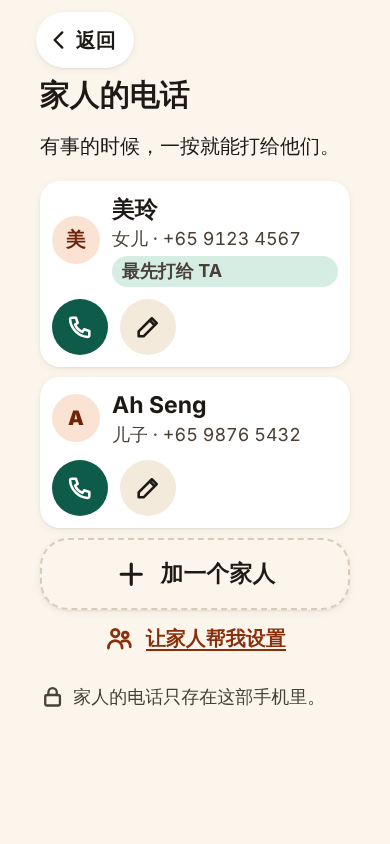 返回
家人的电话
有事的时候，一按就能打给他们。
美
美玲
女儿 · +65 9123 4567
最先打给 TA
A
Ah Seng
儿子 · +65 9876 5432
加一个家人
让家人帮我设置
家人的电话只存在这部手机里。